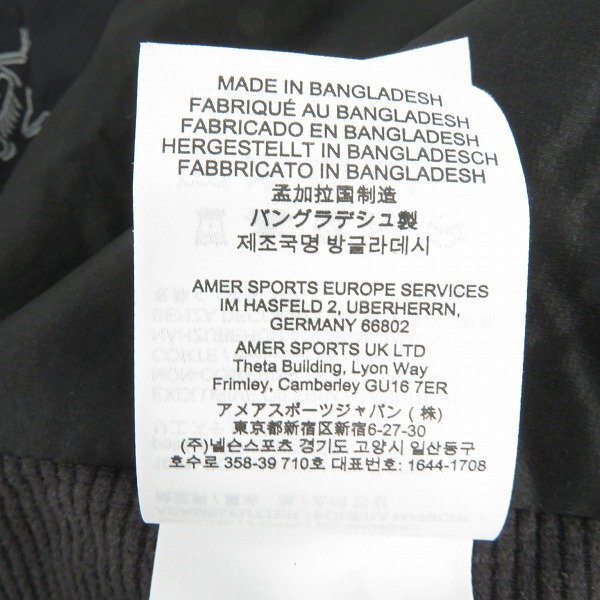 MADE IN BANGLADESH
FABRIQUÉ AU BANGLADESH
FABRICADO EN BANGLADESH
HERGESTELLT IN BANGLADESCH
FABBRICATO IN BANGLADESH
孟加拉国制造
バングラデシュ製
제조국명 방글라데시
AMER SPORTS EUROPE SERVICES
IM HASFELD 2, UBERHERRN,
GERMANY 66802
AMER SPORTS UK LTD
Theta Building, Lyon Way
Frimley, Camberley GU16 7ER
アメアスポーツジャパン (株)
東京都新宿区新宿6-27-30
(주)넬슨스포츠 경기도 고양시 일산동구
호수로 358-39 710호 대표번호: 1644-1708